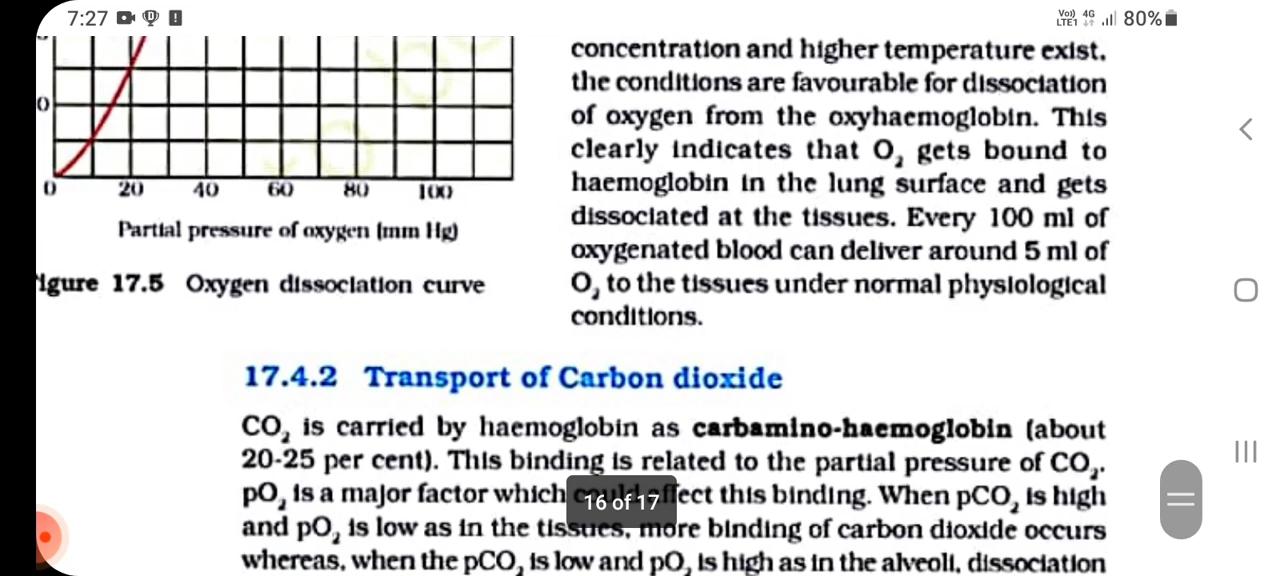 7:27
Vo)) 4G
LTE1 80%
0
0 20 40 60 80 100
Partial pressure of oxygen (mm Hg)
igure 17.5 Oxygen dissociation curve
concentration and higher temperature exist,
the conditions are favourable for dissociation
of oxygen from the oxyhaemoglobin. This
clearly indicates that O₂ gets bound to
haemoglobin in the lung surface and gets
dissociated at the tissues. Every 100 ml of
oxygenated blood can deliver around 5 ml of
O₂ to the tissues under normal physiological
conditions.
17.4.2 Transport of Carbon dioxide
CO₂ is carried by haemoglobin as carbamino-haemoglobin (about
20-25 per cent). This binding is related to the partial pressure of CO₂.
pO₂ is a major factor which could affect this binding. When pCO₂ is high
16 of 17
and pO₂ is low as in the tissues, more binding of carbon dioxide occurs
whereas, when the pCO₂ is low and pO₂ is high as in the alveoli, dissociation